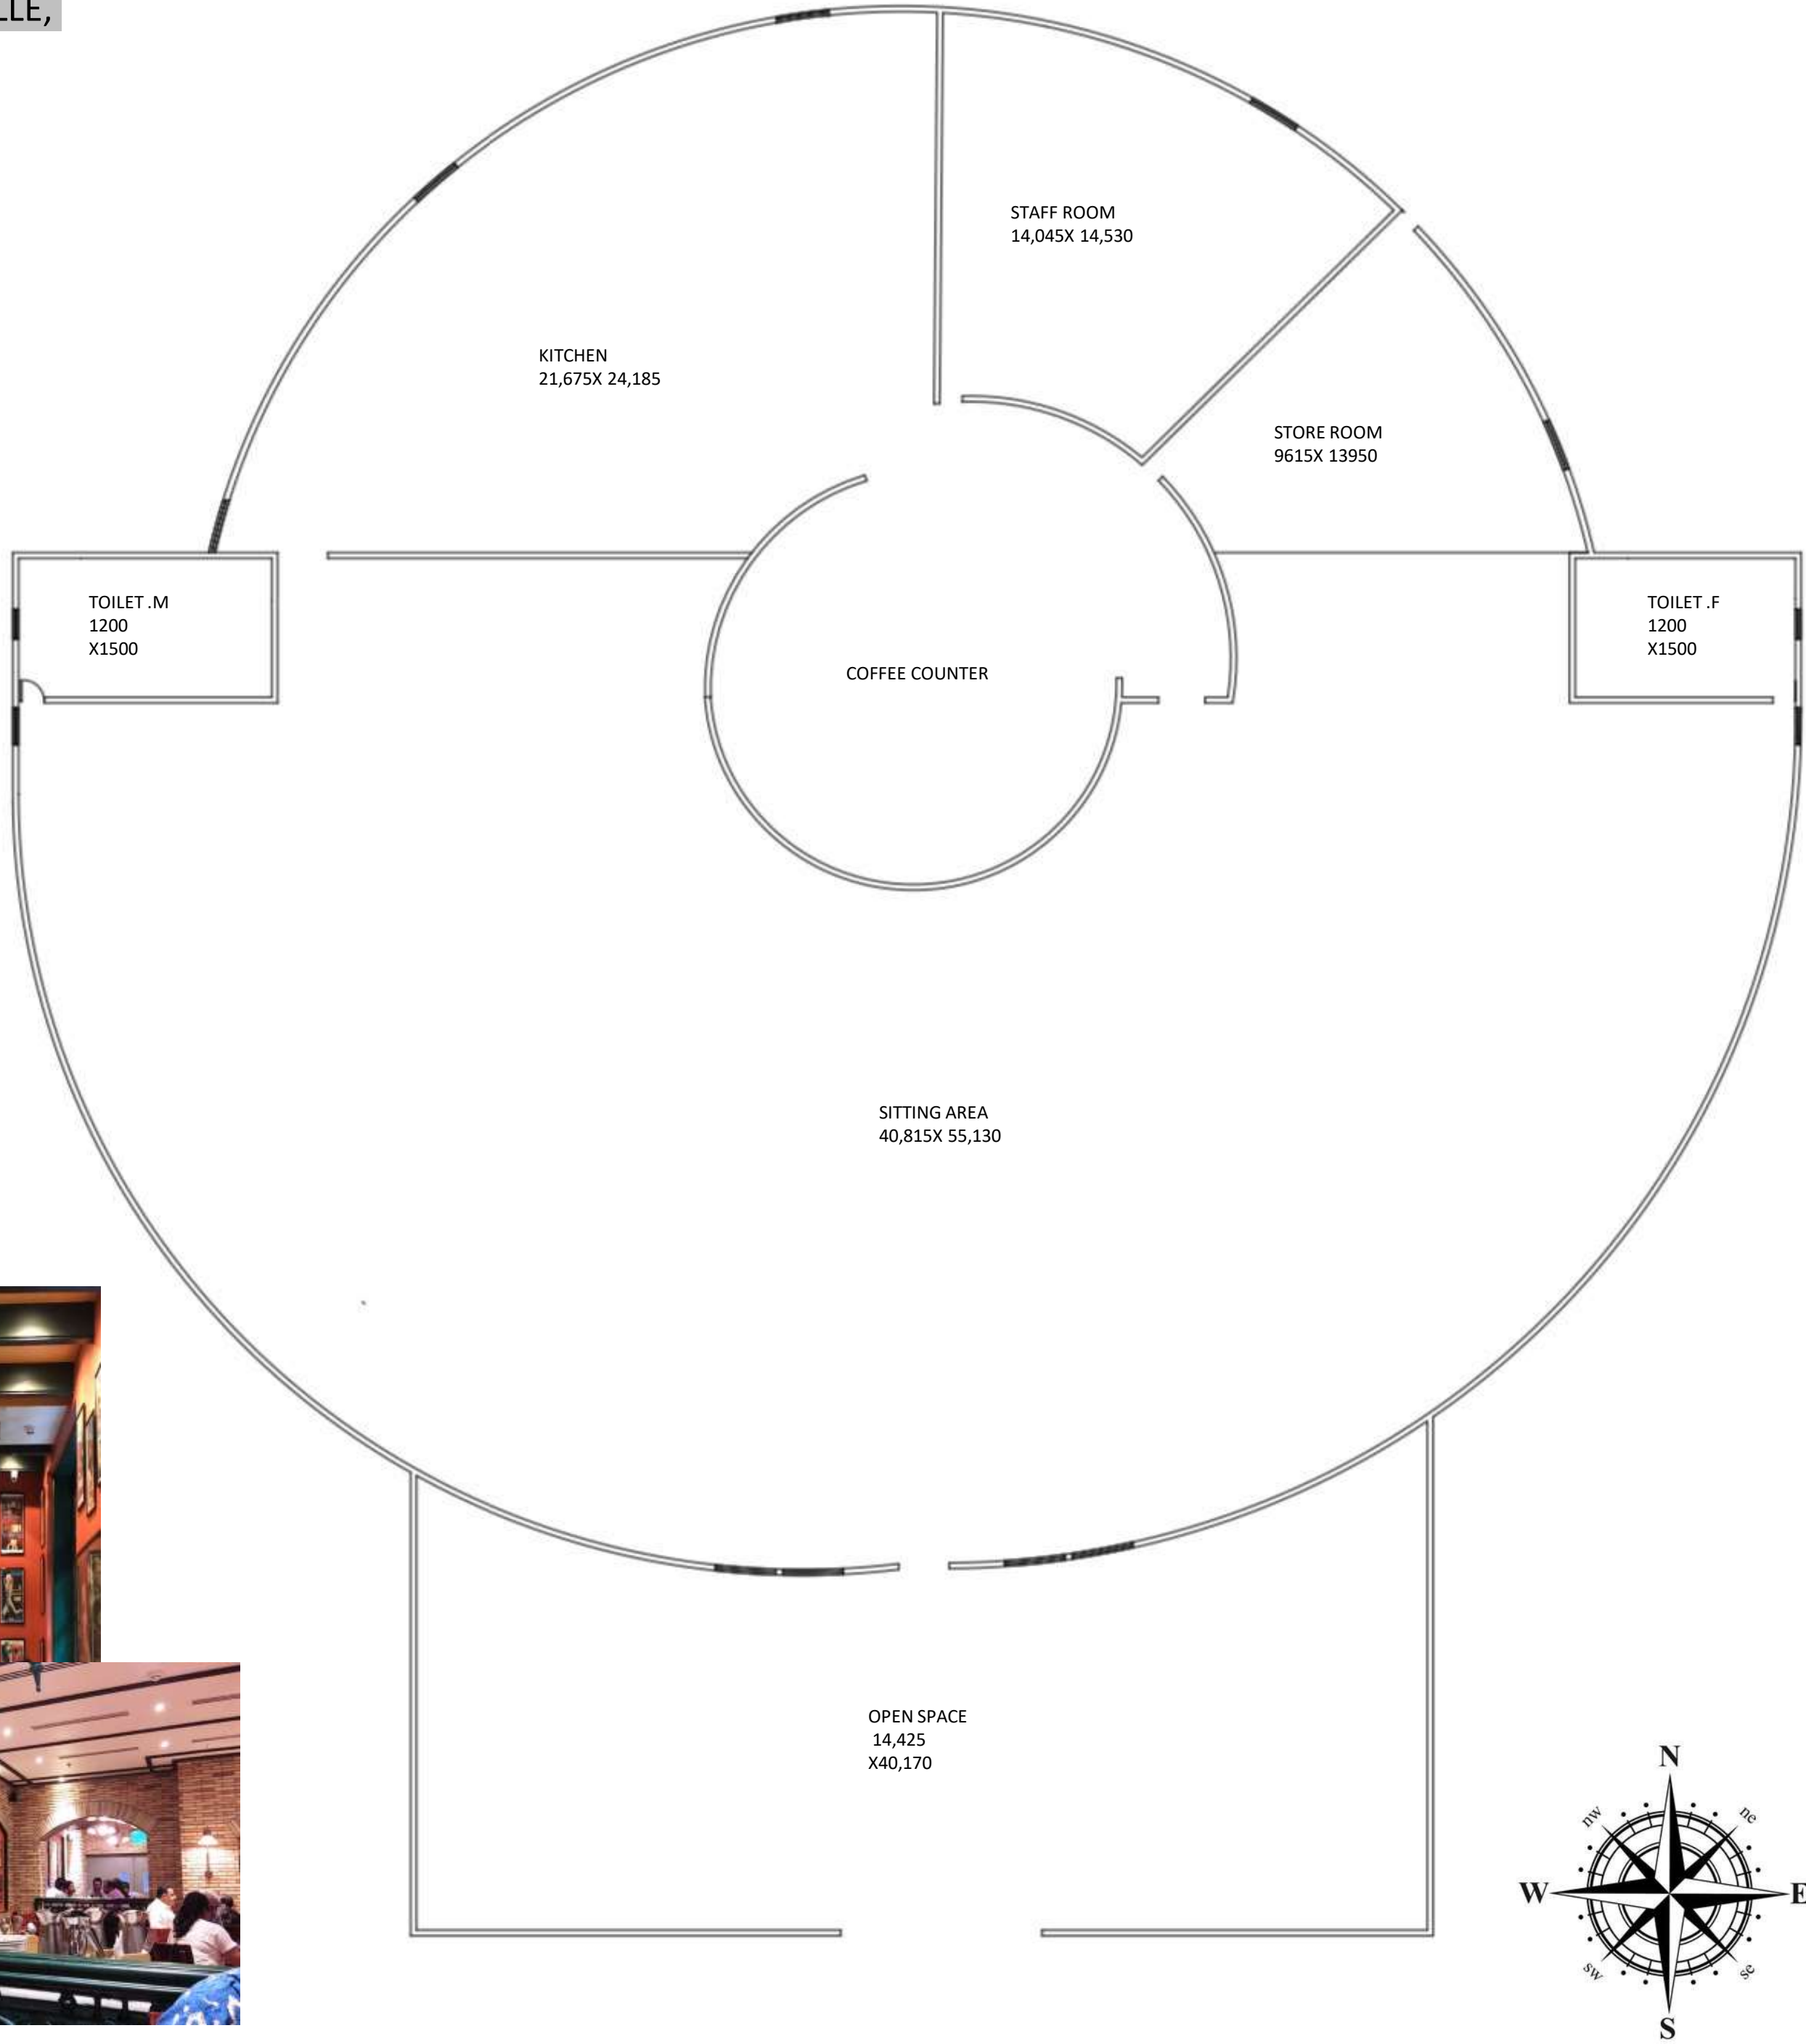 LLE,
STAFF ROOM
14,045X 14,530
KITCHEN
21,675X 24,185
STORE ROOM
9615X 13950
TOILET .M
1200
X1500
TOILET .F
1200
X1500
COFFEE COUNTER
SITTING AREA
40,815X 55,130
OPEN SPACE
14,425
X40,170
N
nw
ne
W
E
sw
se
S